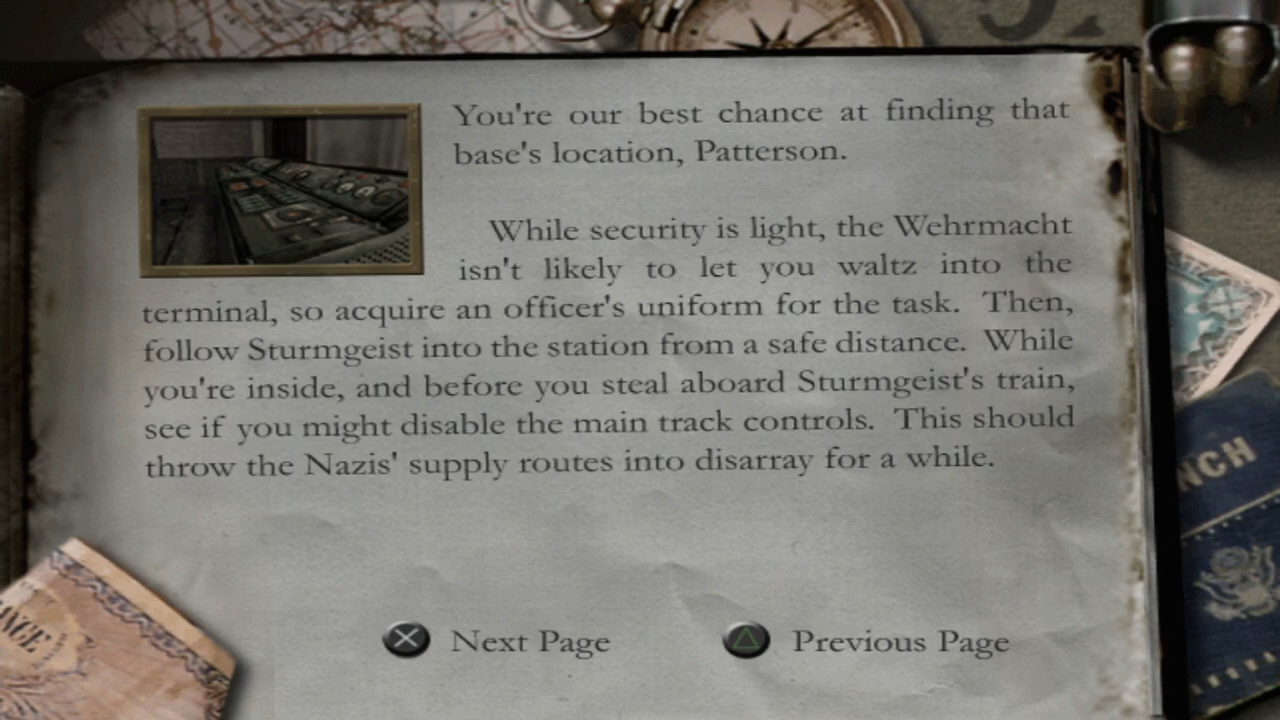 You're our best chance at finding that
base's location, Patterson.
While security is light, the Wehrmacht
isn't likely to let you waltz into the
terminal, so acquire an officer's uniform for the task. Then,
follow Sturmgeist into the station from a safe distance. While
you're inside, and before you steal aboard Sturmgeist's train,
see if you might disable the main track controls. This should
throw the Nazis' supply routes into disarray for a while.
NCH
Next Page
Previous Page